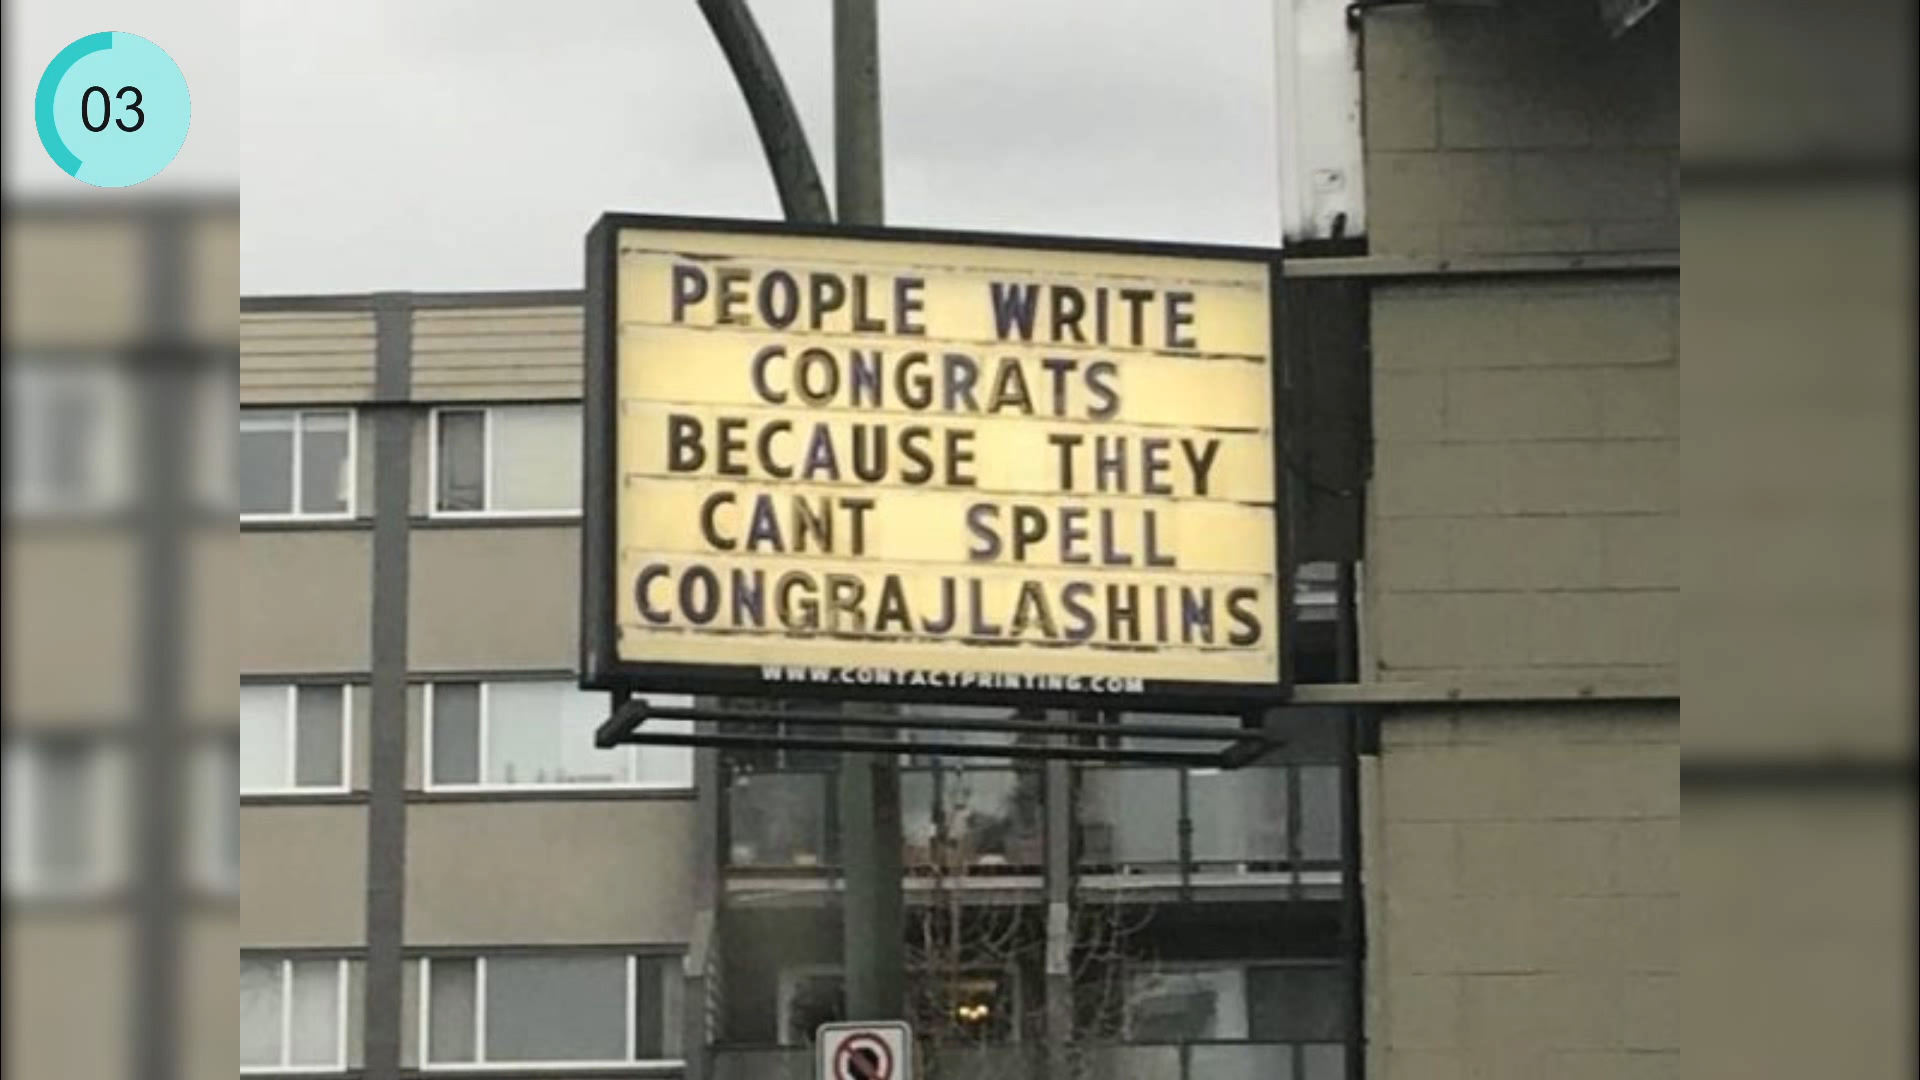 03
PEOPLE WRITE
CONGRATS
BECAUSE THEY
CANT SPELL
CONGRAJLASHINS
WWW.CONTACTPRINTING.COM